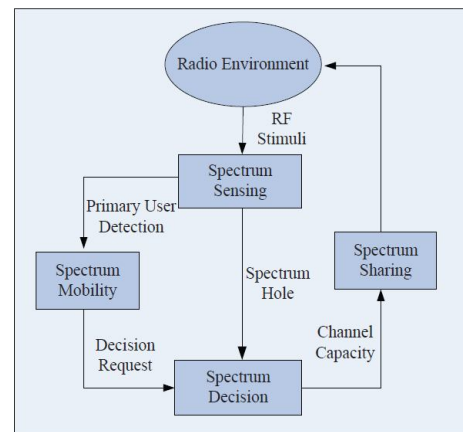 Radio Environment
RF
Stimuli
Spectrum
Sensing
Primary User
Detection
Spectrum
Mobility
Spectrum
Hole
Spectrum
Sharing
Decision
Request
Channel
Capacity
Spectrum
Decision